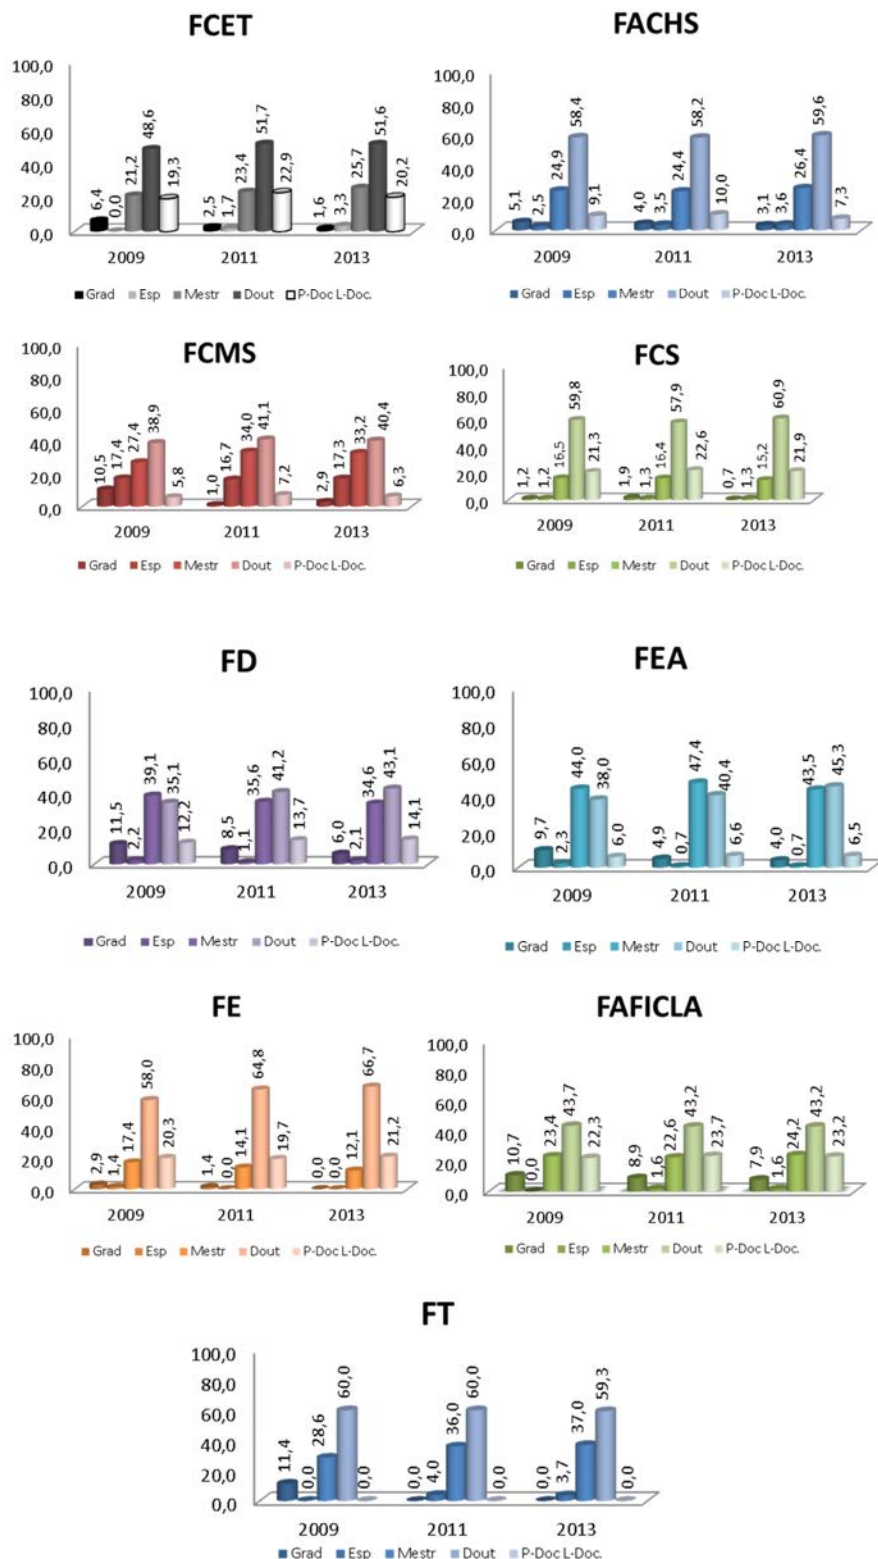 FCET
100,0
80,0
60,0
40,0
20,0
0,0
6,4 0,0 21,2 48,6 19,3
2,5 1,7 23,4 51,7 22,9
1,6 3,3 25,7 51,6 20,2
2009 2011 2013
Grad Esp Mestr Dout P-Doc L-Doc.
FACHS
100,0
80,0
60,0
40,0
20,0
0,0
5,1 2,5 24,9 58,4 9,1
4,0 3,5 24,4 58,2 10,0
3,1 3,6 26,4 59,6 7,3
2009 2011 2013
Grad Esp Mestr Dout P-Doc L-Doc.
FCMS
100,0
80,0
60,0
40,0
20,0
0,0
10,5 17,4 27,4 38,9 5,8
1,0 16,7 34,0 41,1 7,2
2,9 17,3 33,2 40,4 6,3
2009 2011 2013
Grad Esp Mestr Dout P-Doc L-Doc.
FCS
100,0
80,0
60,0
40,0
20,0
0,0
1,2 1,2 16,5 59,8 21,3
1,9 1,3 16,4 57,9 22,6
0,7 1,3 15,2 60,9 21,9
2009 2011 2013
Grad Esp Mestr Dout P-Doc L-Doc.
FD
100,0
80,0
60,0
40,0
20,0
0,0
11,5 2,2 39,1 35,1 12,2
8,5 1,1 35,6 41,2 13,7
6,0 2,1 34,6 43,1 14,1
2009 2011 2013
Grad Esp Mestr Dout P-Doc L-Doc.
FEA
100,0
80,0
60,0
40,0
20,0
0,0
9,7 2,3 44,0 38,0 6,0
4,9 0,7 47,4 40,4 6,6
4,0 0,7 43,5 45,3 6,5
2009 2011 2013
Grad Esp Mestr Dout P-Doc L-Doc.
FE
100,0
80,0
60,0
40,0
20,0
0,0
2,9 1,4 17,4 58,0 20,3
1,4 0,0 14,1 64,8 19,7
0,0 0,0 12,1 66,7 21,2
2009 2011 2013
Grad Esp Mestr Dout P-Doc L-Doc.
FAFICLA
100,0
80,0
60,0
40,0
20,0
0,0
10,7 0,0 23,4 43,7 22,3
8,9 1,6 22,6 43,2 23,7
7,9 1,6 24,2 43,2 23,2
2009 2011 2013
Grad Esp Mestr Dout P-Doc L-Doc.
FT
100,0
80,0
60,0
40,0
20,0
0,0
11,4 0,0 28,6 60,0 0,0
0,0 4,0 36,0 60,0 0,0
0,0 3,7 37,0 59,3 0,0
2009 2011 2013
Grad Esp Mestr Dout P-Doc L-Doc.